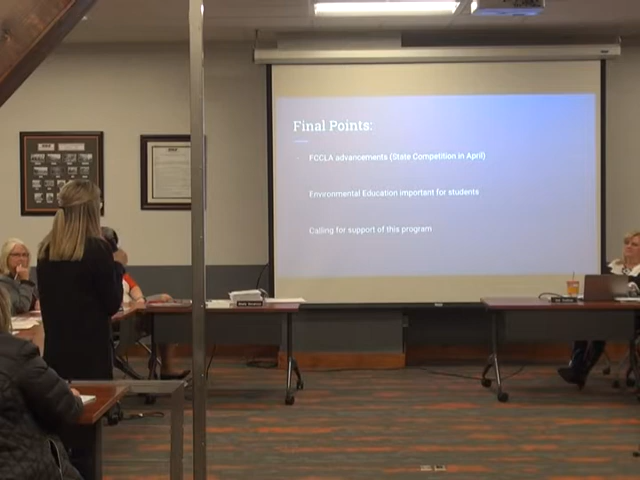 Final Points:
FCCLA advancements (State Competition in April)
Environmental Education important for students
Calling for support of this program